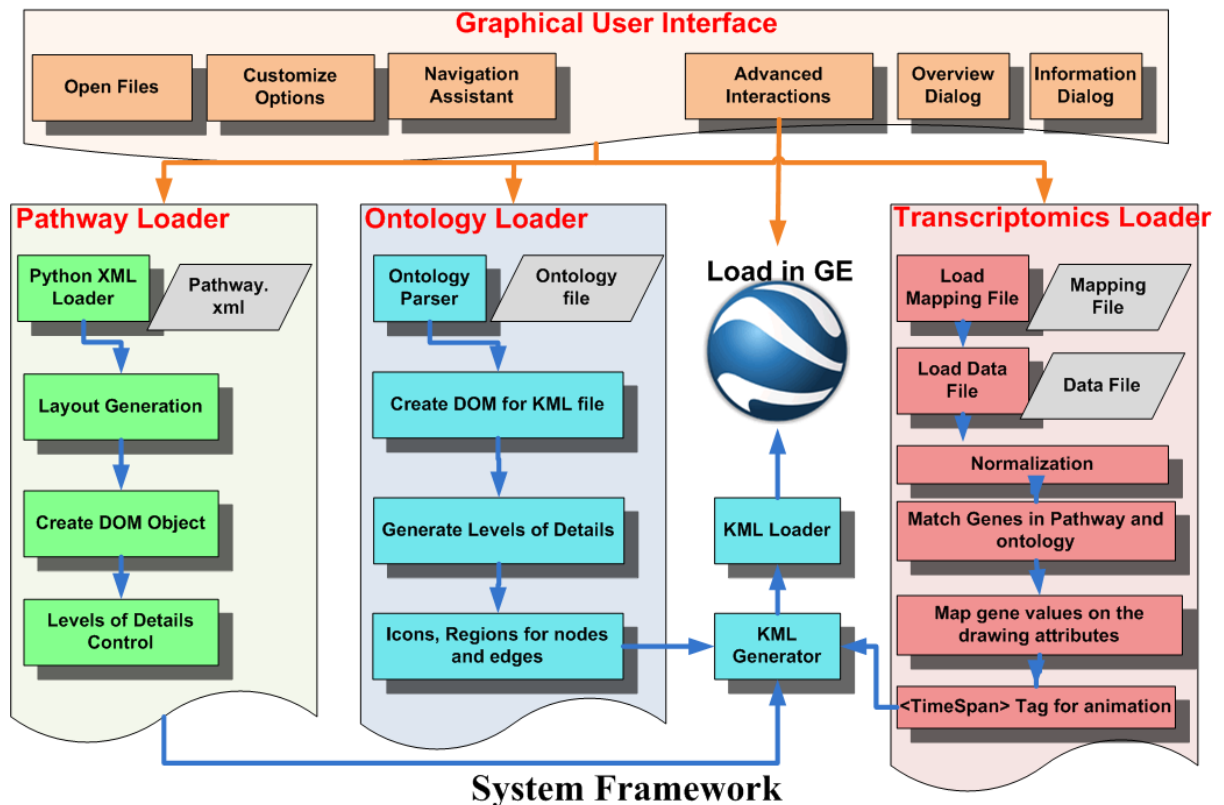 Graphical User Interface
Open Files
Customize
Options
Navigation
Assistant
Advanced
Interactions
Overview
Dialog
Information
Dialog
Pathway Loader
Python XML
Loader
Pathway.
xml
Layout Generation
Create DOM Object
Levels of Details
Control
Ontology Loader
Ontology
Parser
Ontology
file
Create DOM for KML file
Generate Levels of Details
Icons, Regions for nodes
and edges
Load in GE
KML Loader
KML
Generator
Transcriptomics Loader
Load
Mapping File
Mapping
File
Load Data
File
Data File
Normalization
Match Genes in Pathway and
ontology
Map gene values on the
drawing attributes
<TimeSpan> Tag for animation
System Framework